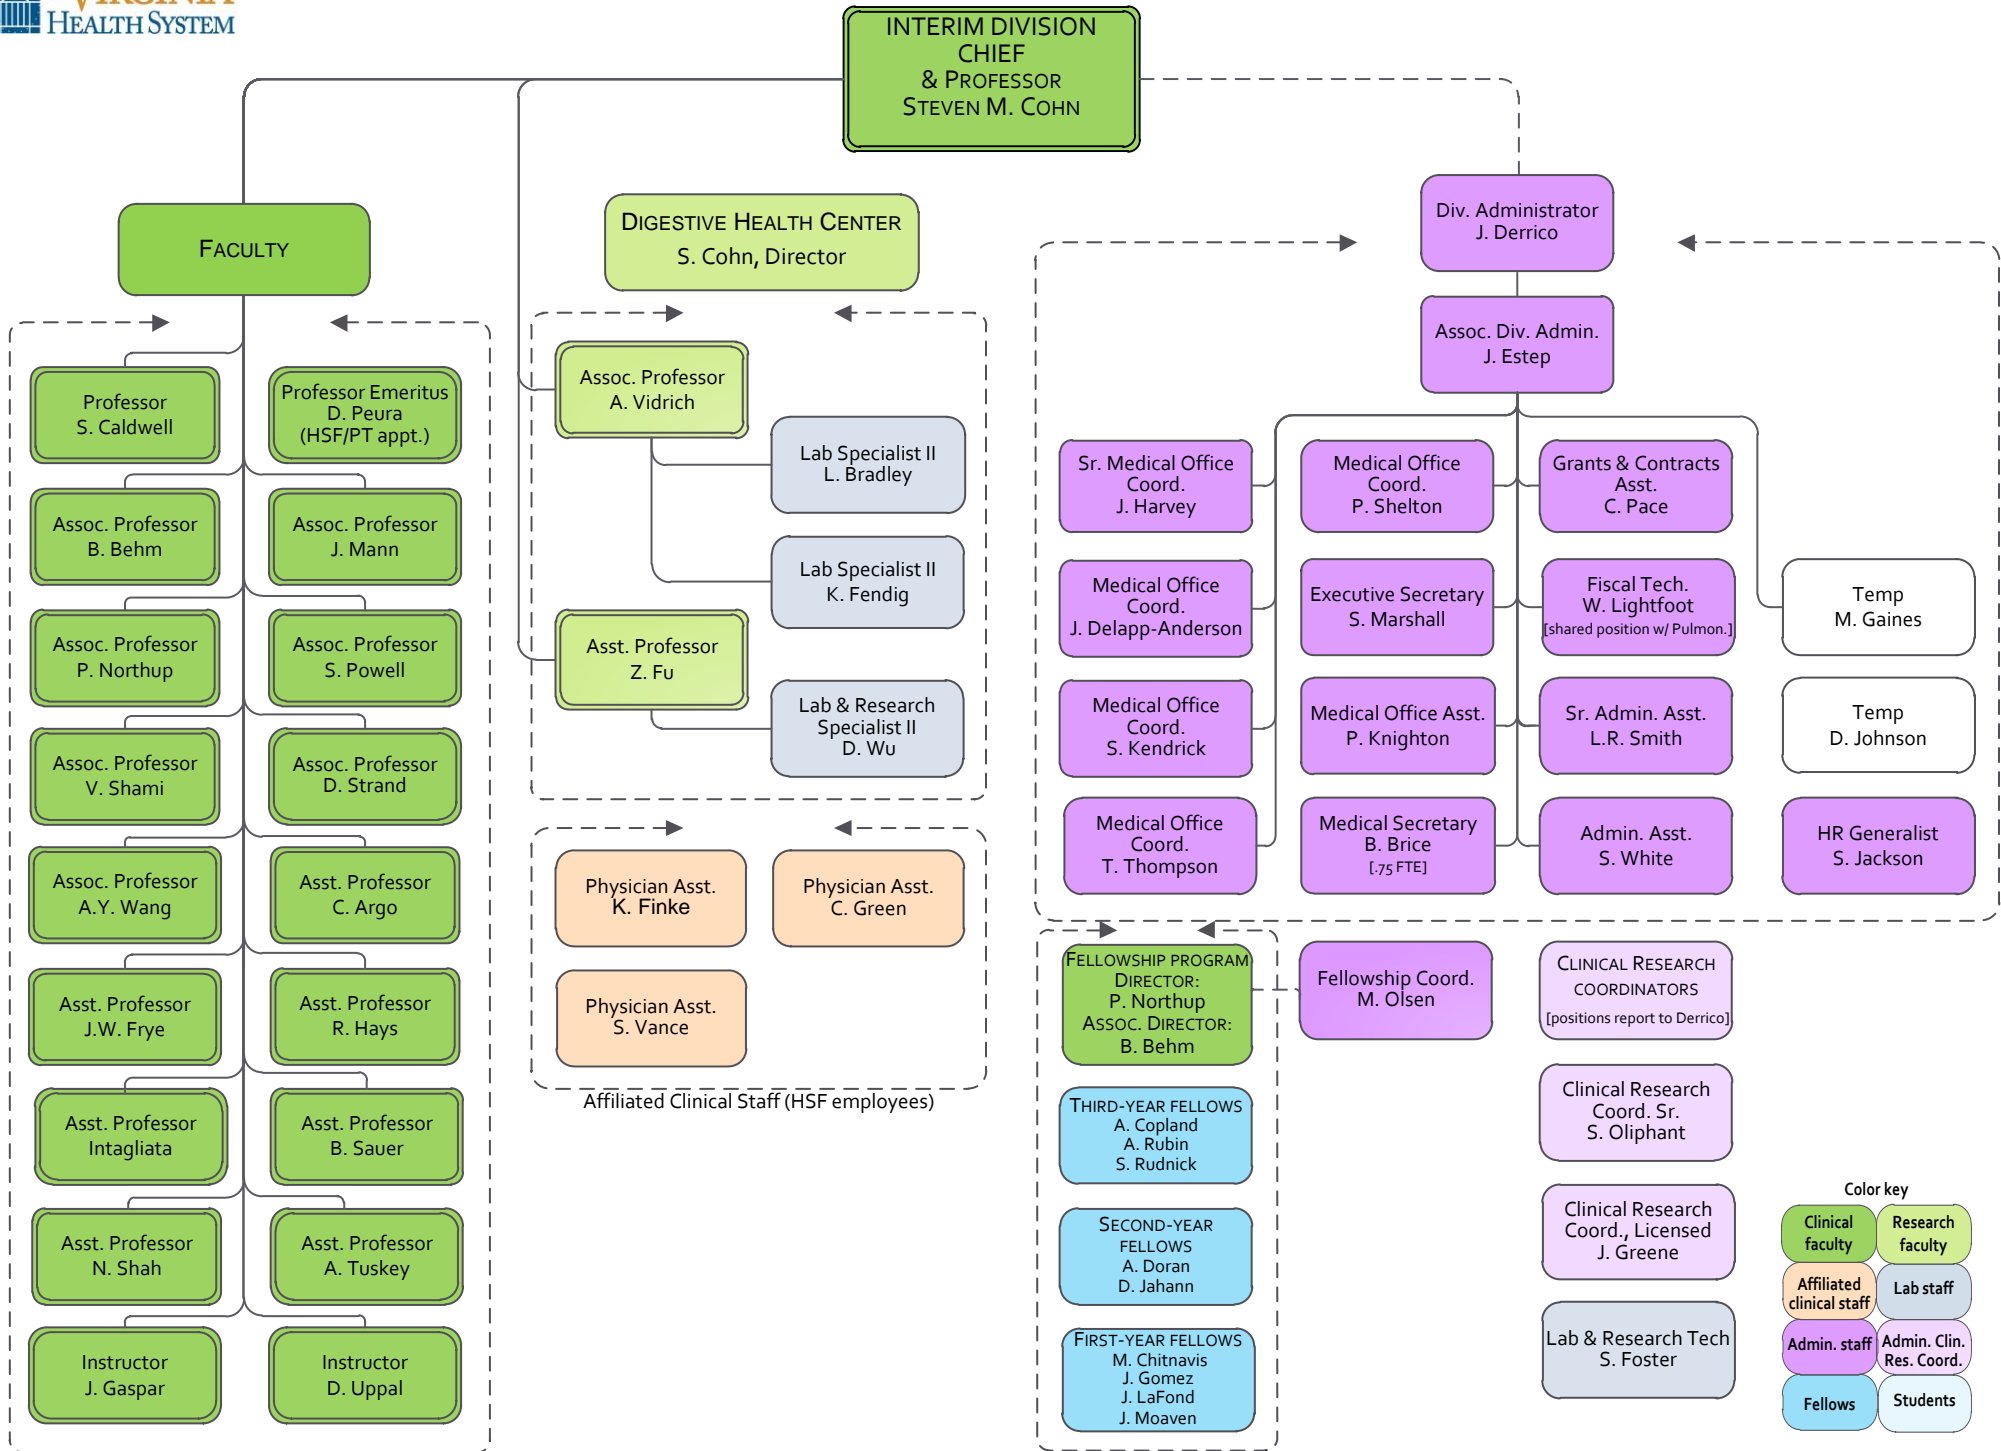 HEALTH SYSTEM
INTERIM DIVISION
CHIEF
& PROFESSOR
STEVEN M. COHN
FACULTY
Professor
S. Caldwell
Professor Emeritus
D. Peura
(HSF/PT appt.)
Assoc. Professor
B. Behm
Assoc. Professor
J. Mann
Assoc. Professor
P. Northup
Assoc. Professor
S. Powell
Assoc. Professor
V. Shami
Assoc. Professor
D. Strand
Assoc. Professor
A.Y. Wang
Asst. Professor
C. Argo
Asst. Professor
J.W. Frye
Asst. Professor
R. Hays
Asst. Professor
Intagliata
Asst. Professor
B. Sauer
Asst. Professor
N. Shah
Asst. Professor
A. Tuskey
Instructor
J. Gaspar
Instructor
D. Uppal
DIGESTIVE HEALTH CENTER
S. Cohn, Director
Assoc. Professor
A. Vidrich
Lab Specialist II
L. Bradley
Lab Specialist II
K. Fendig
Asst. Professor
Z. Fu
Lab & Research
Specialist II
D. Wu
Physician Asst.
K. Finke
Physician Asst.
C. Green
Physician Asst.
S. Vance
Affiliated Clinical Staff (HSF employees)
Div. Administrator
J. Derrico
Assoc. Div. Admin.
J. Estep
Sr. Medical Office
Coord.
J. Harvey
Medical Office
Coord.
P. Shelton
Grants & Contracts
Asst.
C. Pace
Medical Office
Coord.
J. Delapp-Anderson
Executive Secretary
S. Marshall
Fiscal Tech.
W. Lightfoot
[shared position w/ Pulmon.]
Temp
M. Gaines
Medical Office
Coord.
S. Kendrick
Medical Office Asst.
P. Knighton
Sr. Admin. Asst.
L.R. Smith
Temp
D. Johnson
Medical Office
Coord.
T. Thompson
Medical Secretary
B. Brice
[.75 FTE]
Admin. Asst.
S. White
HR Generalist
S. Jackson
FELLOWSHIP PROGRAM
DIRECTOR:
P. Northup
ASSOC. DIRECTOR:
B. Behm
Fellowship Coord.
M. Olsen
THIRD-YEAR FELLOWS
A. Copland
A. Rubin
S. Rudnick
SECOND-YEAR
FELLOWS
A. Doran
D. Jahann
FIRST-YEAR FELLOWS
M. Chitnavis
J. Gomez
J. LaFond
J. Moaven
CLINICAL RESEARCH
COORDINATORS
[positions report to Derrico]
Clinical Research
Coord. Sr.
S. Oliphant
Clinical Research
Coord., Licensed
J. Greene
Lab & Research Tech
S. Foster
Color key
Clinical
faculty
Research
faculty
Affiliated
clinical staff
Lab staff
Admin. staff
Admin. Clin.
Res. Coord.
Fellows
Students